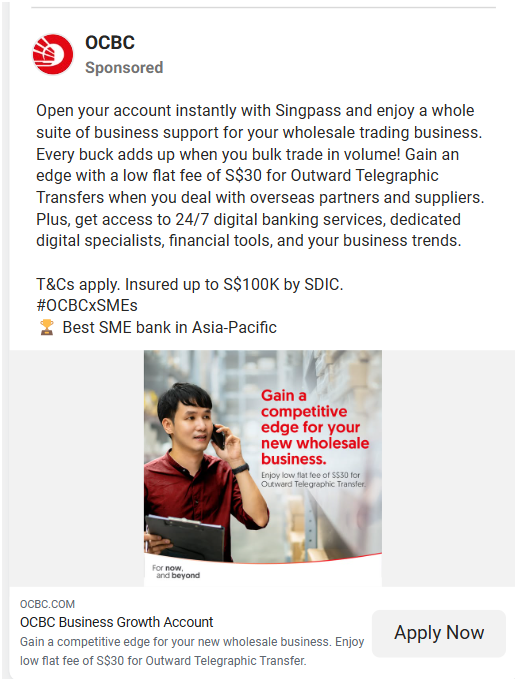 OCBC
Sponsored
Open your account instantly with Singpass and enjoy a whole
suite of business support for your wholesale trading business.
Every buck adds up when you bulk trade in volume! Gain an
edge with a low flat fee of S$30 for Outward Telegraphic
Transfers when you deal with overseas partners and suppliers.
Plus, get access to 24/7 digital banking services, dedicated
digital specialists, financial tools, and your business trends.
T&Cs apply. Insured up to S$100K by SDIC.
#OCBCxSMEs
🏆 Best SME bank in Asia-Pacific
Gain a
competitive
edge for your
new wholesale
business.
Enjoy low flat fee of S$30 for
Outward Telegraphic Transfer.
For now,
and beyond
OCBC.COM
OCBC Business Growth Account
Gain a competitive edge for your new wholesale business. Enjoy
low flat fee of S$30 for Outward Telegraphic Transfer.
Apply Now